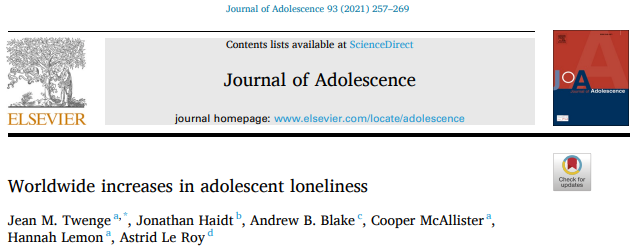 Journal of Adolescence 93 (2021) 257–269
Contents lists available at ScienceDirect
Journal of Adolescence
journal homepage: www.elsevier.com/locate/adolescence
ELSEVIER
JOA
Journal of Adolescence
Check for
updates
Worldwide increases in adolescent loneliness
Jean M. Twenge a,*, Jonathan Haidt b, Andrew B. Blake c, Cooper McAllister a,
Hannah Lemon a, Astrid Le Roy d